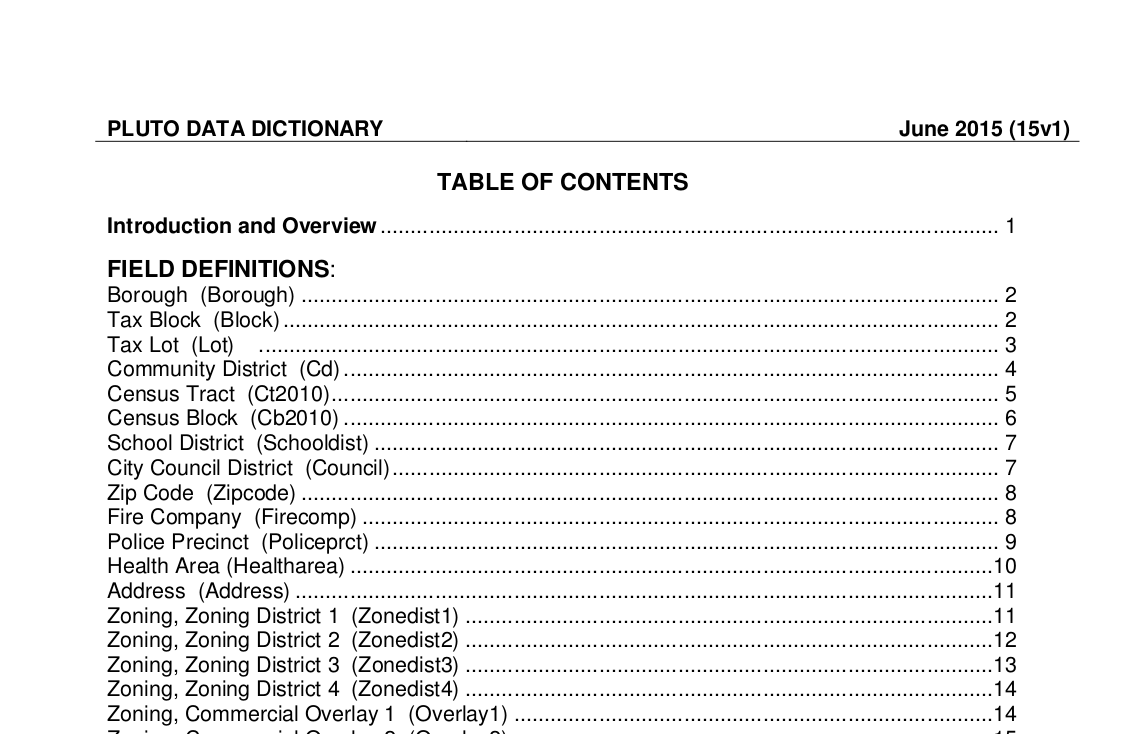 PLUTO DATA DICTIONARY June 2015 (15v1)
TABLE OF CONTENTS
Introduction and Overview ........................................................................................................ 1
FIELD DEFINITIONS:
Borough (Borough) ..................................................................................................................... 2
Tax Block (Block) ........................................................................................................................ 2
Tax Lot (Lot) ............................................................................................................................ 3
Community District (Cd) .............................................................................................................. 4
Census Tract (Ct2010)................................................................................................................ 5
Census Block (Cb2010) .............................................................................................................. 6
School District (Schooldist) ......................................................................................................... 7
City Council District (Council)...................................................................................................... 7
Zip Code (Zipcode) ..................................................................................................................... 8
Fire Company (Firecomp) ........................................................................................................... 8
Police Precinct (Policeprct) ......................................................................................................... 9
Health Area (Healtharea) ...........................................................................................................10
Address (Address) .....................................................................................................................11
Zoning, Zoning District 1 (Zonedist1) ........................................................................................11
Zoning, Zoning District 2 (Zonedist2) ........................................................................................12
Zoning, Zoning District 3 (Zonedist3) ........................................................................................13
Zoning, Zoning District 4 (Zonedist4) ........................................................................................14
Zoning, Commercial Overlay 1 (Overlay1) ................................................................................14